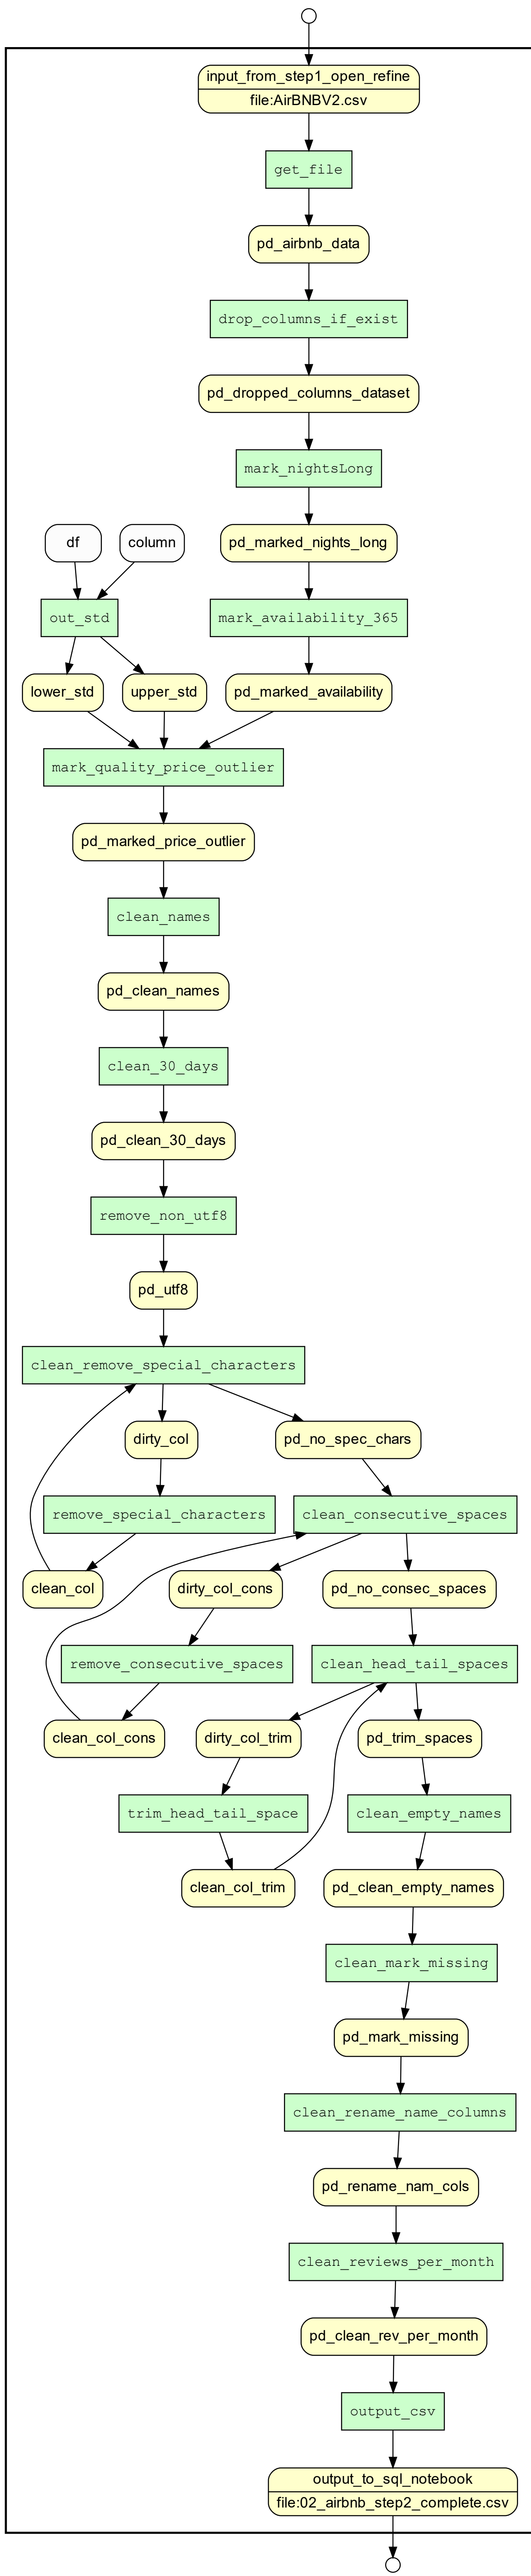 input_from_step1_open_refine
file:AirBNBV2.csv
get_file
pd_airbnb_data
drop_columns_if_exist
pd_dropped_columns_dataset
mark_nightsLong
df
column
pd_marked_nights_long
out_std
mark_availability_365
lower_std
upper_std
pd_marked_availability
mark_quality_price_outlier
pd_marked_price_outlier
clean_names
pd_clean_names
clean_30_days
pd_clean_30_days
remove_non_utf8
pd_utf8
clean_remove_special_characters
dirty_col
pd_no_spec_chars
remove_special_characters
clean_consecutive_spaces
clean_col
dirty_col_cons
pd_no_consec_spaces
remove_consecutive_spaces
clean_head_tail_spaces
clean_col_cons
dirty_col_trim
pd_trim_spaces
trim_head_tail_space
clean_empty_names
clean_col_trim
pd_clean_empty_names
clean_mark_missing
pd_mark_missing
clean_rename_name_columns
pd_rename_nam_cols
clean_reviews_per_month
pd_clean_rev_per_month
output_csv
output_to_sql_notebook
file:02_airbnb_step2_complete.csv